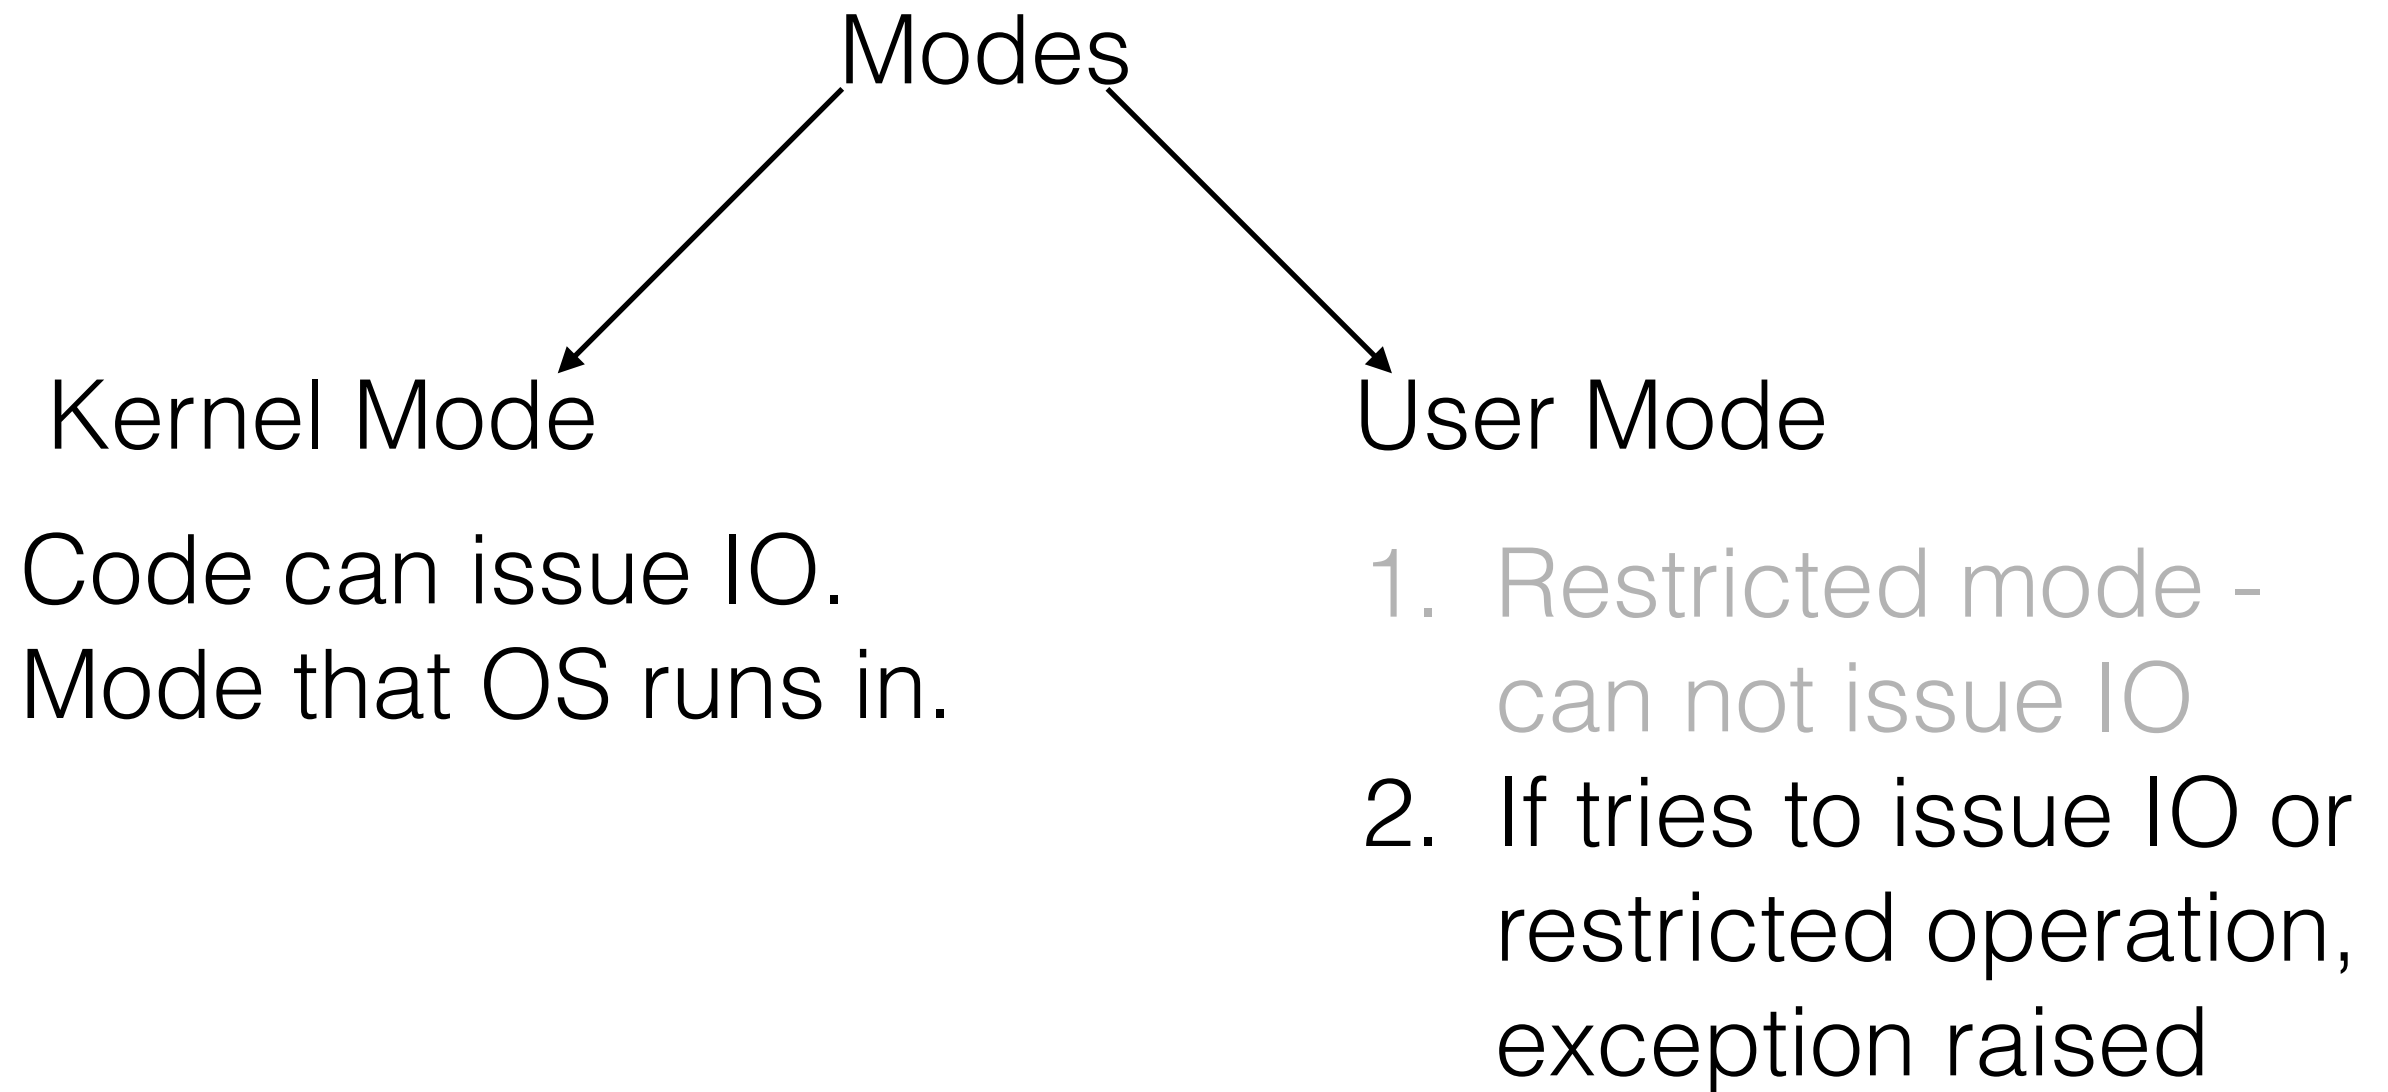 Modes
Kernel Mode
User Mode
Code can issue IO.
Mode that OS runs in.
1. Restricted mode -
can not issue IO
2. If tries to issue IO or
restricted operation,
exception raised